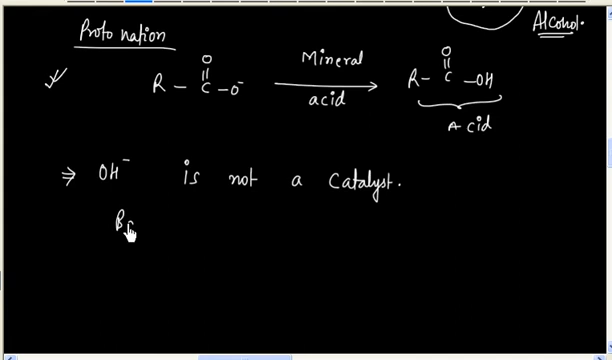 Alcohol.
Protonation
O
R - C - O⁻
Mineral
acid
O
R - C - OH
Acid
⇒ OH⁻ is not a catalyst.